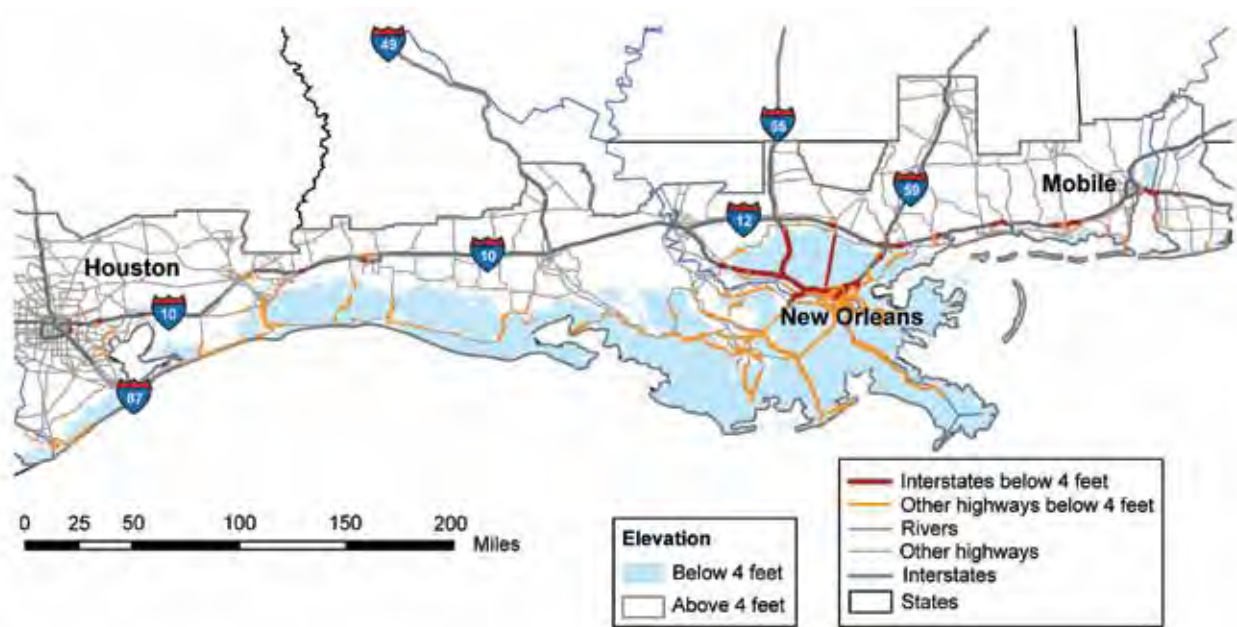 49
55
59
Mobile
12
10
Houston
10
New Orleans
87
0 25 50 100 150 200
Miles
Elevation
Below 4 feet
Above 4 feet
Interstates below 4 feet
Other highways below 4 feet
Rivers
Other highways
Interstates
States